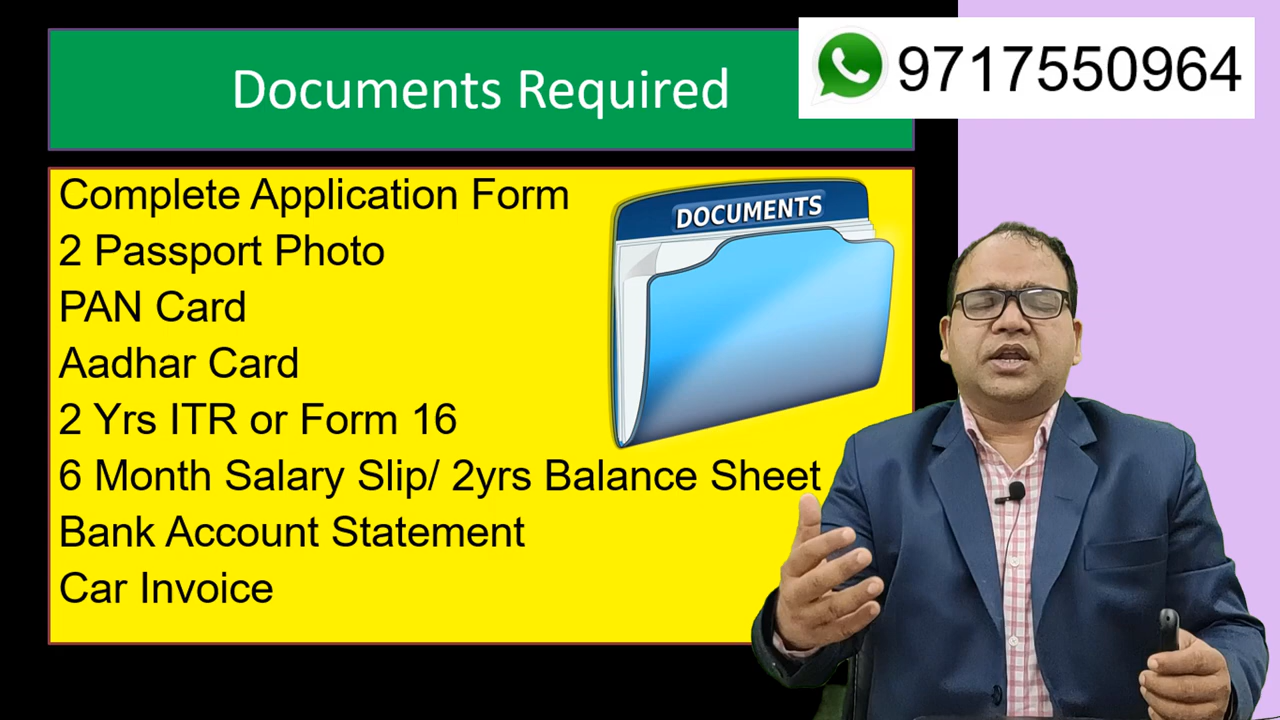 Documents Required
9717550964
Complete Application Form
2 Passport Photo
PAN Card
Aadhar Card
2 Yrs ITR or Form 16
6 Month Salary Slip/ 2yrs Balance Sheet
Bank Account Statement
Car Invoice
DOCUMENTS